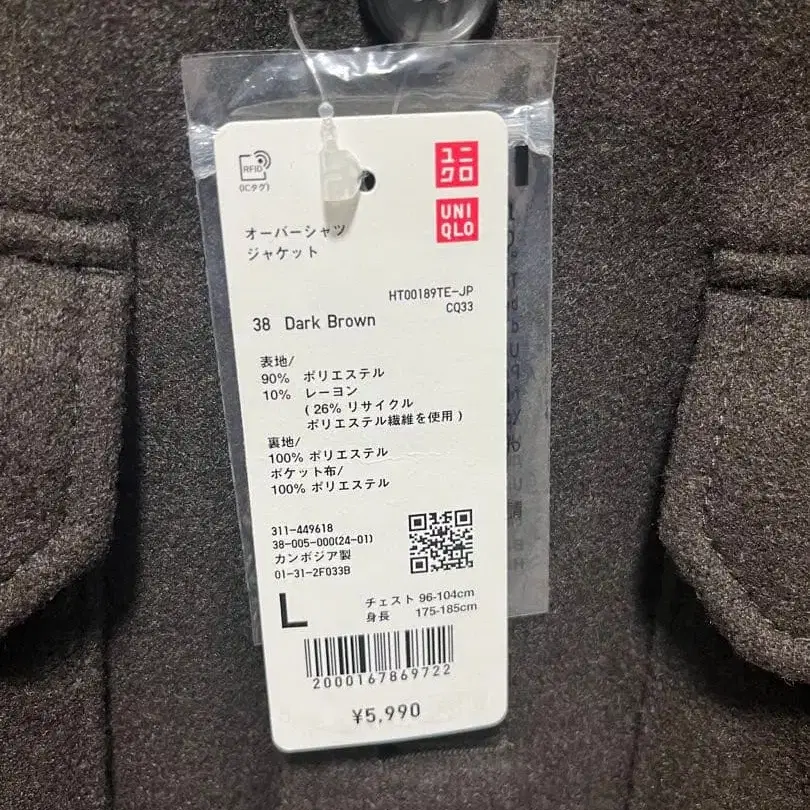 RFID
(ICタグ)
ユニ
クロ
UNI
QLO
オーバーシャツ
ジャケット
HT00189TE-JP
CQ33
38 Dark Brown
表地/
90% ポリエステル
10% レーヨン
( 26% リサイクル
ポリエステル繊維を使用 )
裏地/
100% ポリエステル
ポケット布/
100% ポリエステル
311-449618
38-005-000(24-01)
カンボジア製
01-31-2F033B
L
チェスト 96-104cm
身長 175-185cm
2000167869722
¥5,990